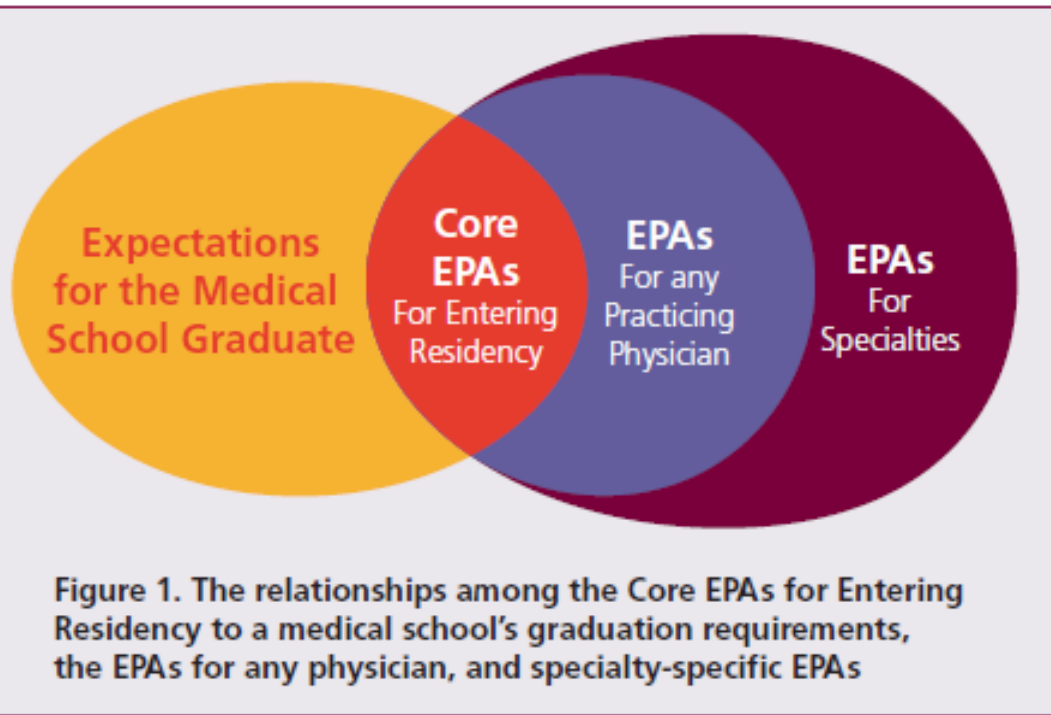 Expectations
for the Medical
School Graduate
Core
EPAs
For Entering
Residency
EPAs
For any
Practicing
Physician
EPAs
For
Specialties
Figure 1. The relationships among the Core EPAs for Entering
Residency to a medical school’s graduation requirements,
the EPAs for any physician, and specialty-specific EPAs